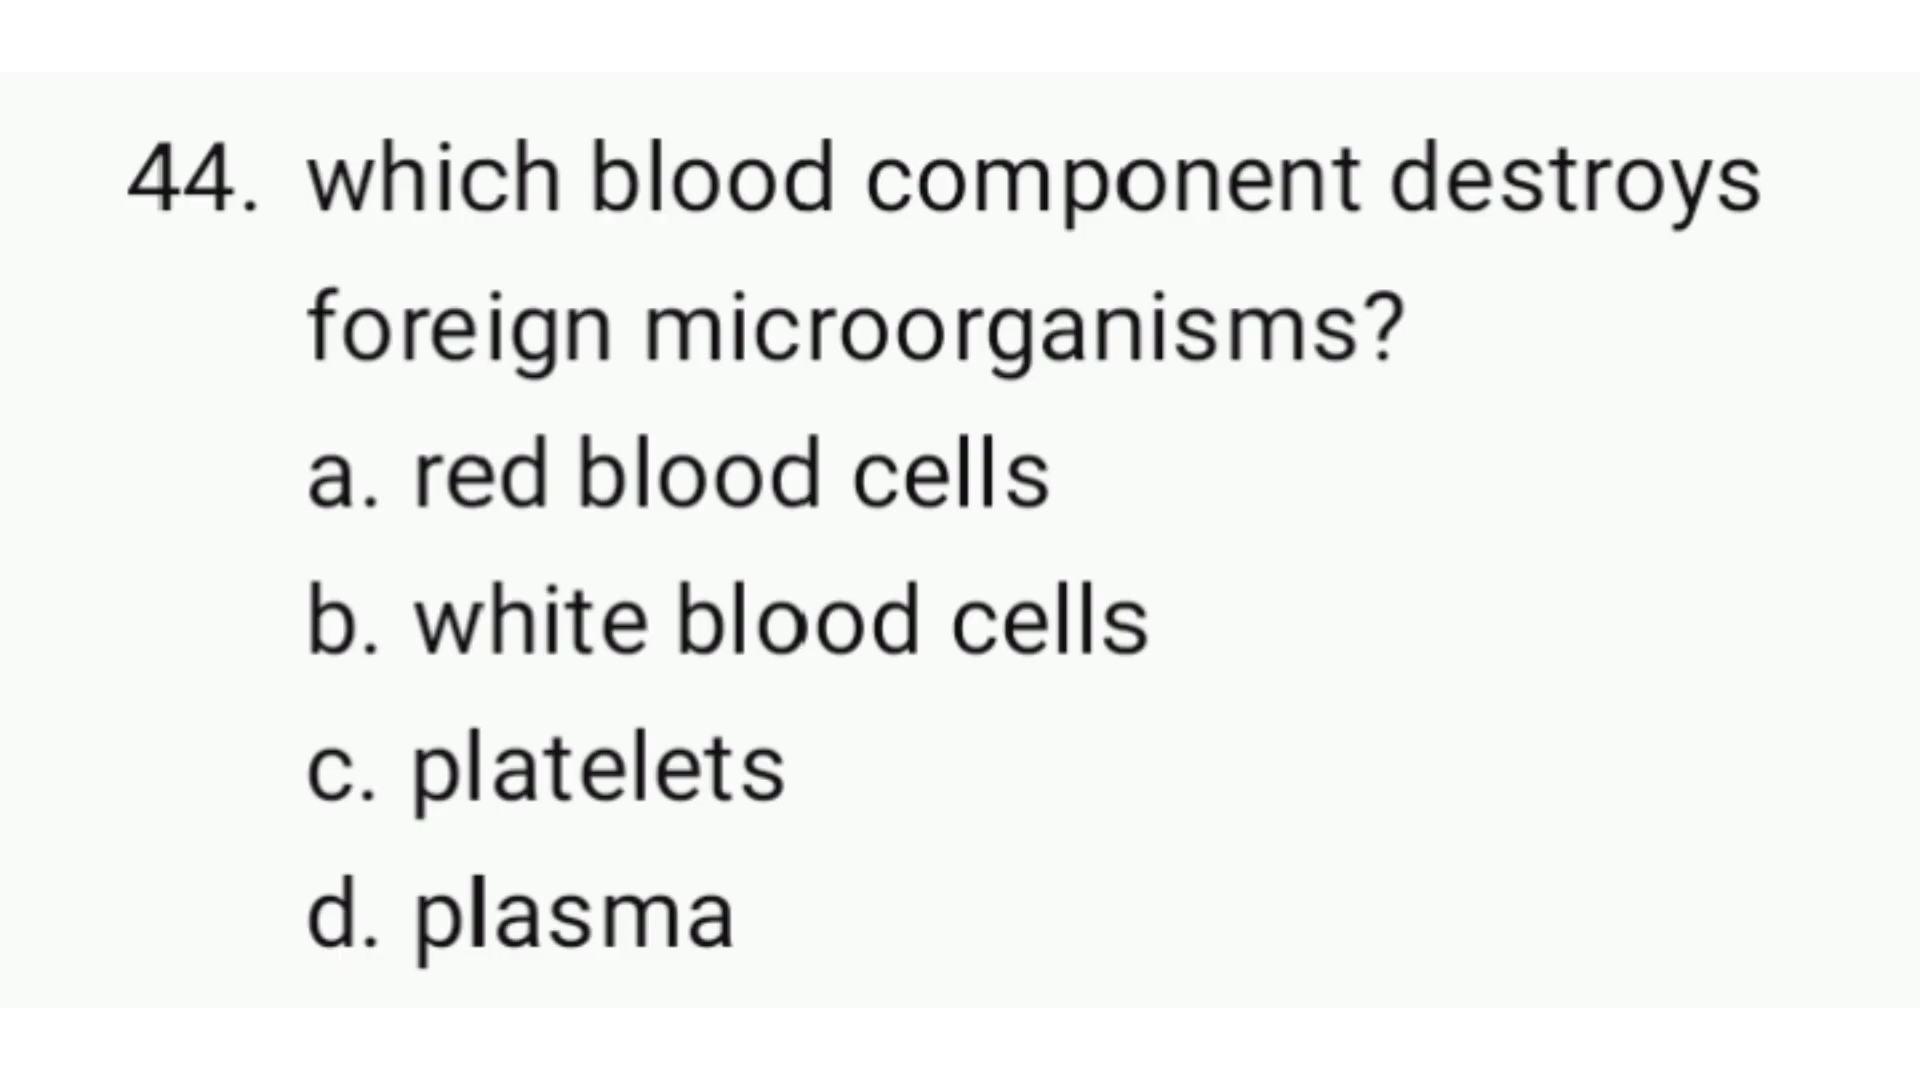 44. which blood component destroys
foreign microorganisms?
a. red blood cells
b. white blood cells
c. platelets
d. plasma